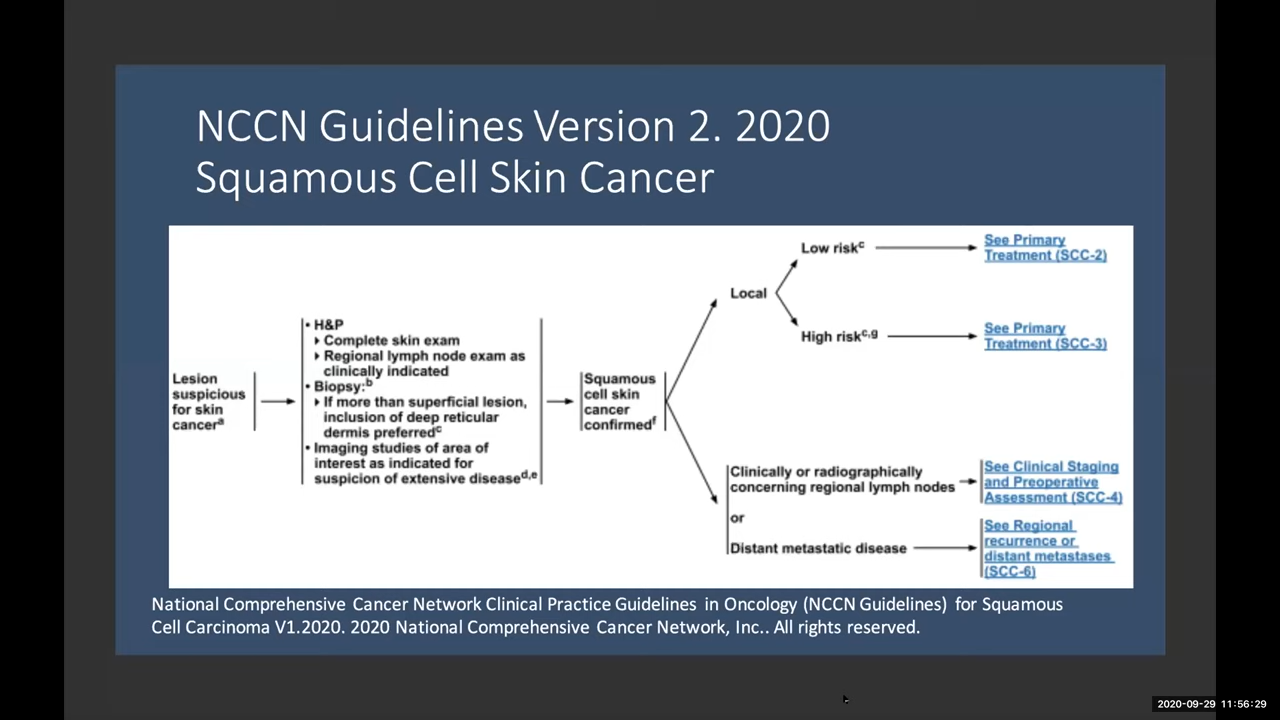 NCCN Guidelines Version 2. 2020
Squamous Cell Skin Cancer
Lesion
suspicious
for skin
cancerᵃ
• H&P
▸ Complete skin exam
▸ Regional lymph node exam as
clinically indicated
• Biopsy:ᵇ
▸ If more than superficial lesion,
inclusion of deep reticular
dermis preferredᶜ
• Imaging studies of area of
interest as indicated for
suspicion of extensive diseaseᵈ,ᵉ
Squamous
cell skin
cancer
confirmedᶠ
Local
Low riskᶜ
See Primary
Treatment (SCC-2)
High riskᶜ,ᵍ
See Primary
Treatment (SCC-3)
Clinically or radiographically
concerning regional lymph nodes
See Clinical Staging
and Preoperative
Assessment (SCC-4)
or
Distant metastatic disease
See Regional
recurrence or
distant metastases
(SCC-6)
National Comprehensive Cancer Network Clinical Practice Guidelines in Oncology (NCCN Guidelines) for Squamous
Cell Carcinoma V1.2020. 2020 National Comprehensive Cancer Network, Inc.. All rights reserved.
2020-09-29 11:56:29